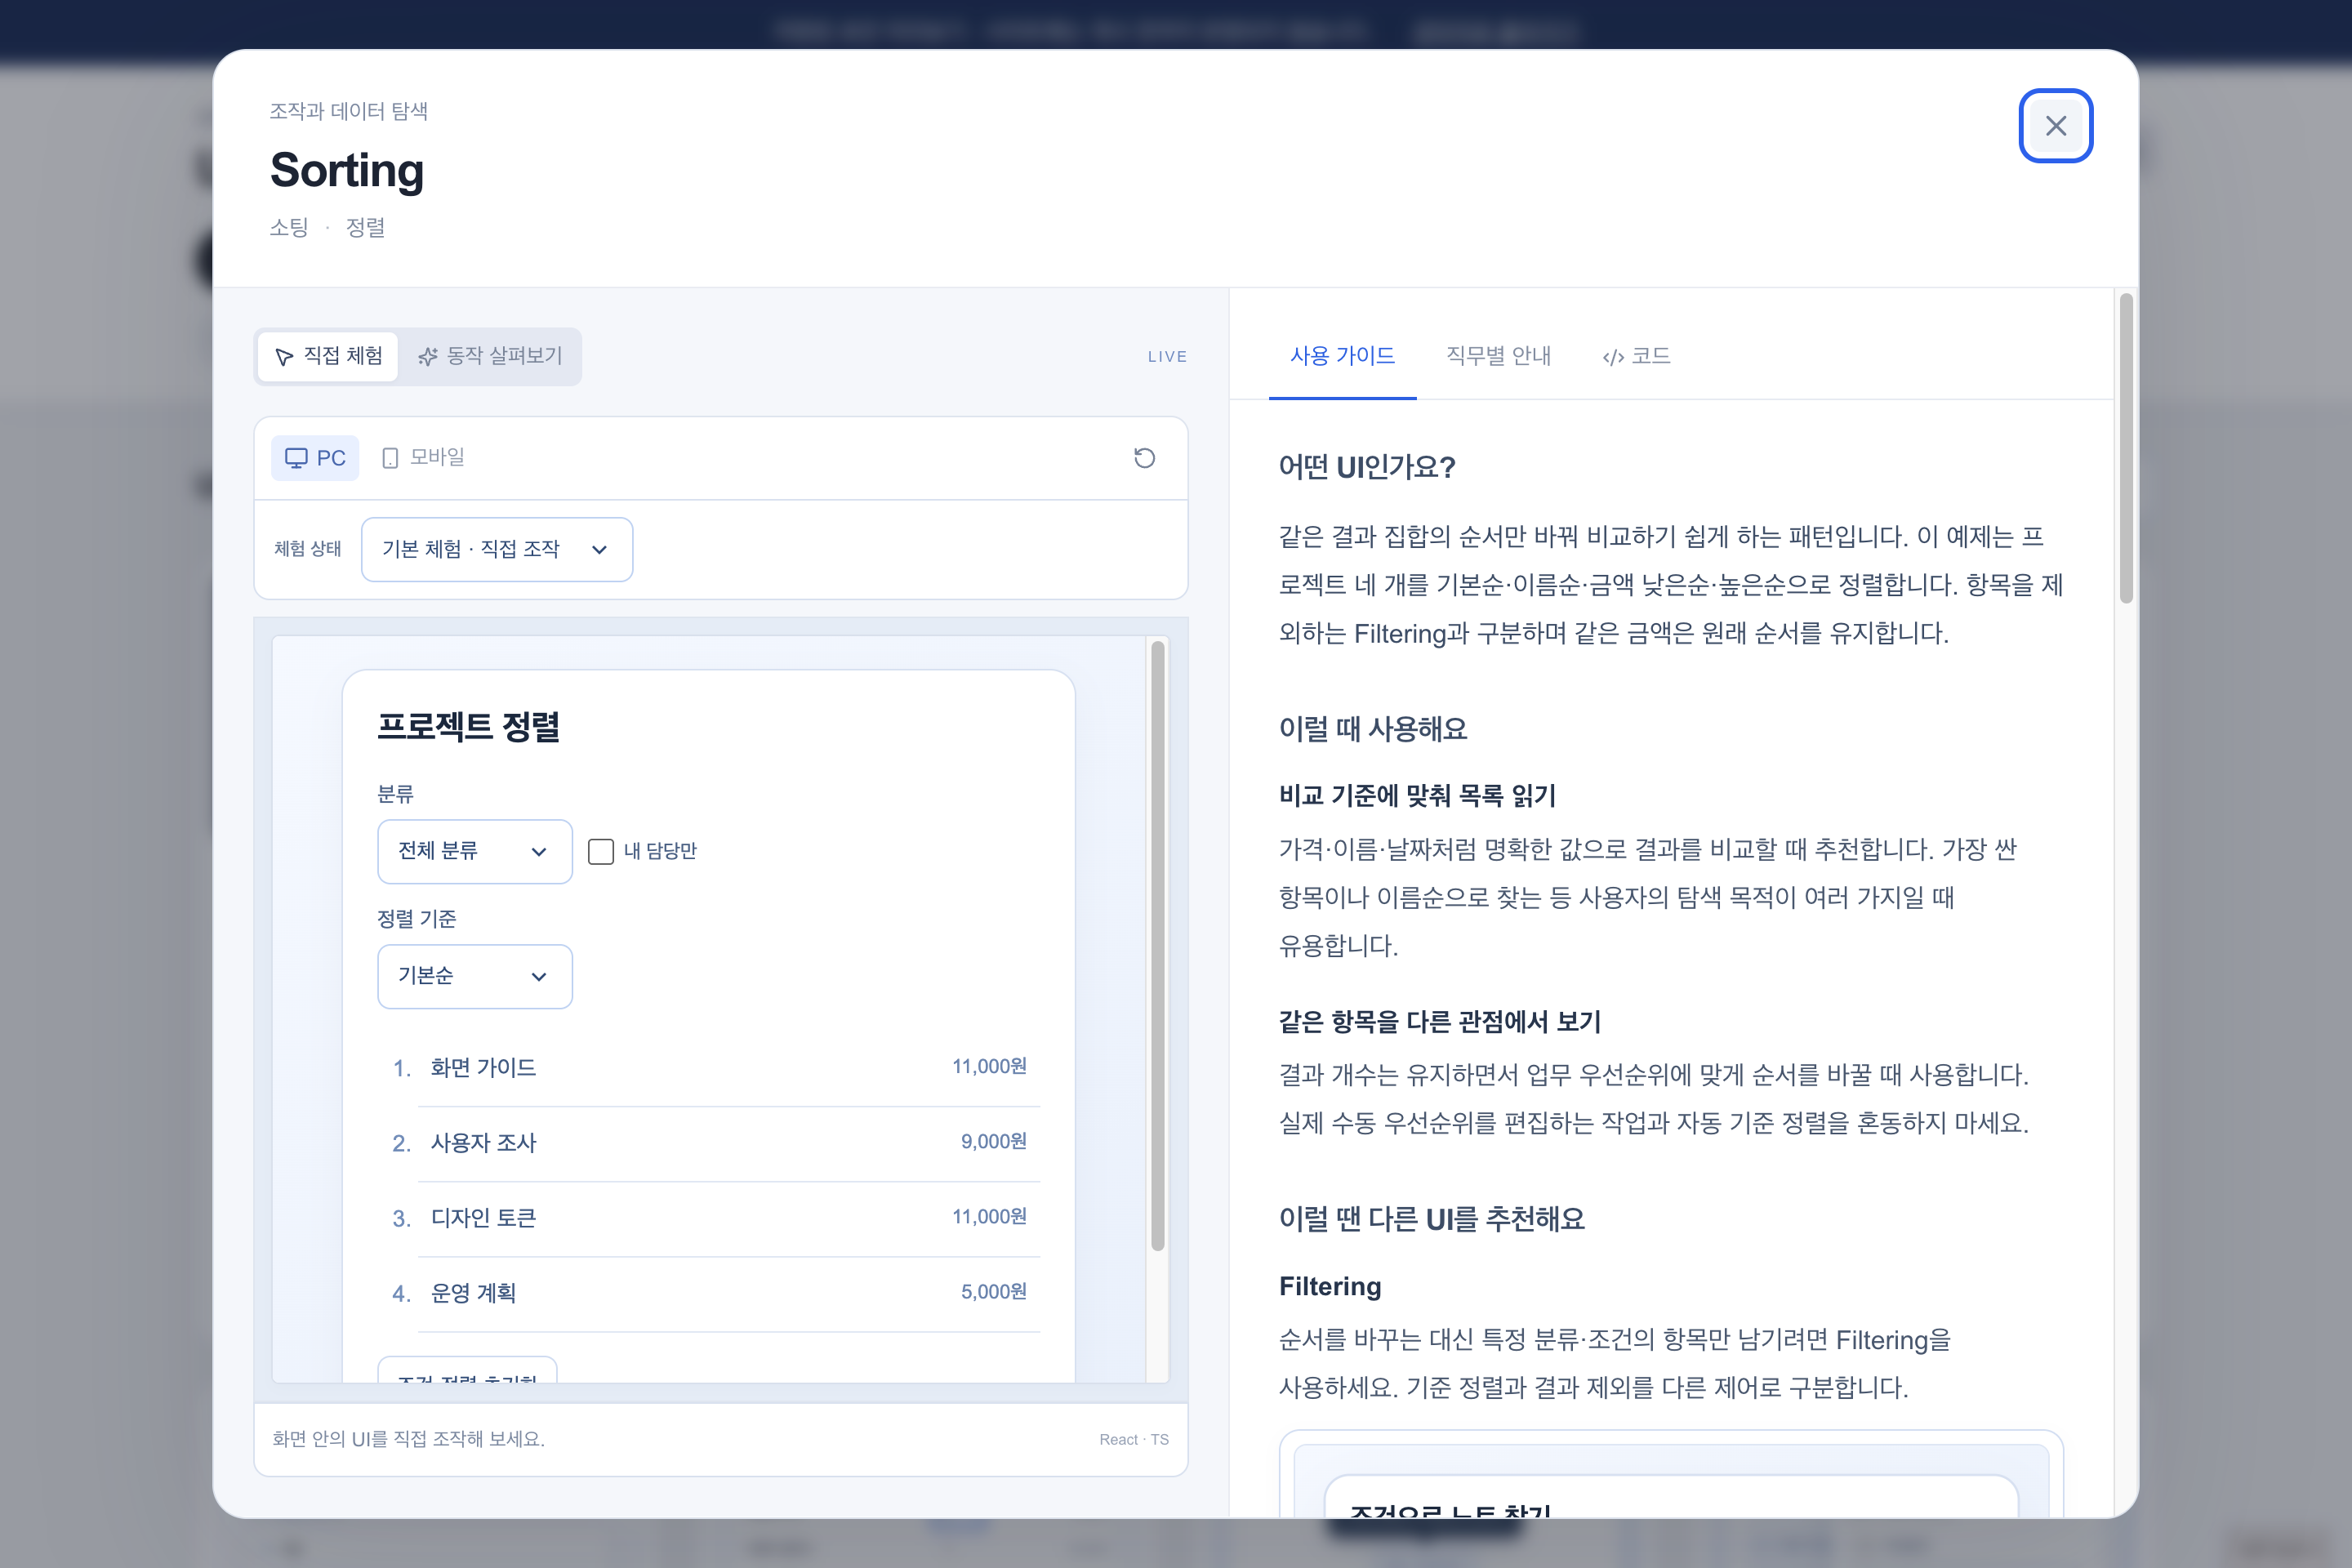 조작과 데이터 탐색
Sorting
소팅 · 정렬
직접 체험
동작 살펴보기
LIVE
PC
모바일
체험 상태
기본 체험 · 직접 조작
프로젝트 정렬
분류
전체 분류
내 담당만
정렬 기준
기본순
1. 화면 가이드 11,000원
2. 사용자 조사 9,000원
3. 디자인 토큰 11,000원
4. 운영 계획 5,000원
조건·정렬 초기화
화면 안의 UI를 직접 조작해 보세요.
React · TS
사용 가이드
직무별 안내
</> 코드
어떤 UI인가요?
같은 결과 집합의 순서만 바꿔 비교하기 쉽게 하는 패턴입니다. 이 예제는 프
로젝트 네 개를 기본순·이름순·금액 낮은순·높은순으로 정렬합니다. 항목을 제
외하는 Filtering과 구분하며 같은 금액은 원래 순서를 유지합니다.
이럴 때 사용해요
비교 기준에 맞춰 목록 읽기
가격·이름·날짜처럼 명확한 값으로 결과를 비교할 때 추천합니다. 가장 싼
항목이나 이름순으로 찾는 등 사용자의 탐색 목적이 여러 가지일 때
유용합니다.
같은 항목을 다른 관점에서 보기
결과 개수는 유지하면서 업무 우선순위에 맞게 순서를 바꿀 때 사용합니다.
실제 수동 우선순위를 편집하는 작업과 자동 기준 정렬을 혼동하지 마세요.
이럴 땐 다른 UI를 추천해요
Filtering
순서를 바꾸는 대신 특정 분류·조건의 항목만 남기려면 Filtering을
사용하세요. 기준 정렬과 결과 제외를 다른 제어로 구분합니다.
조건으로 노트 찾기